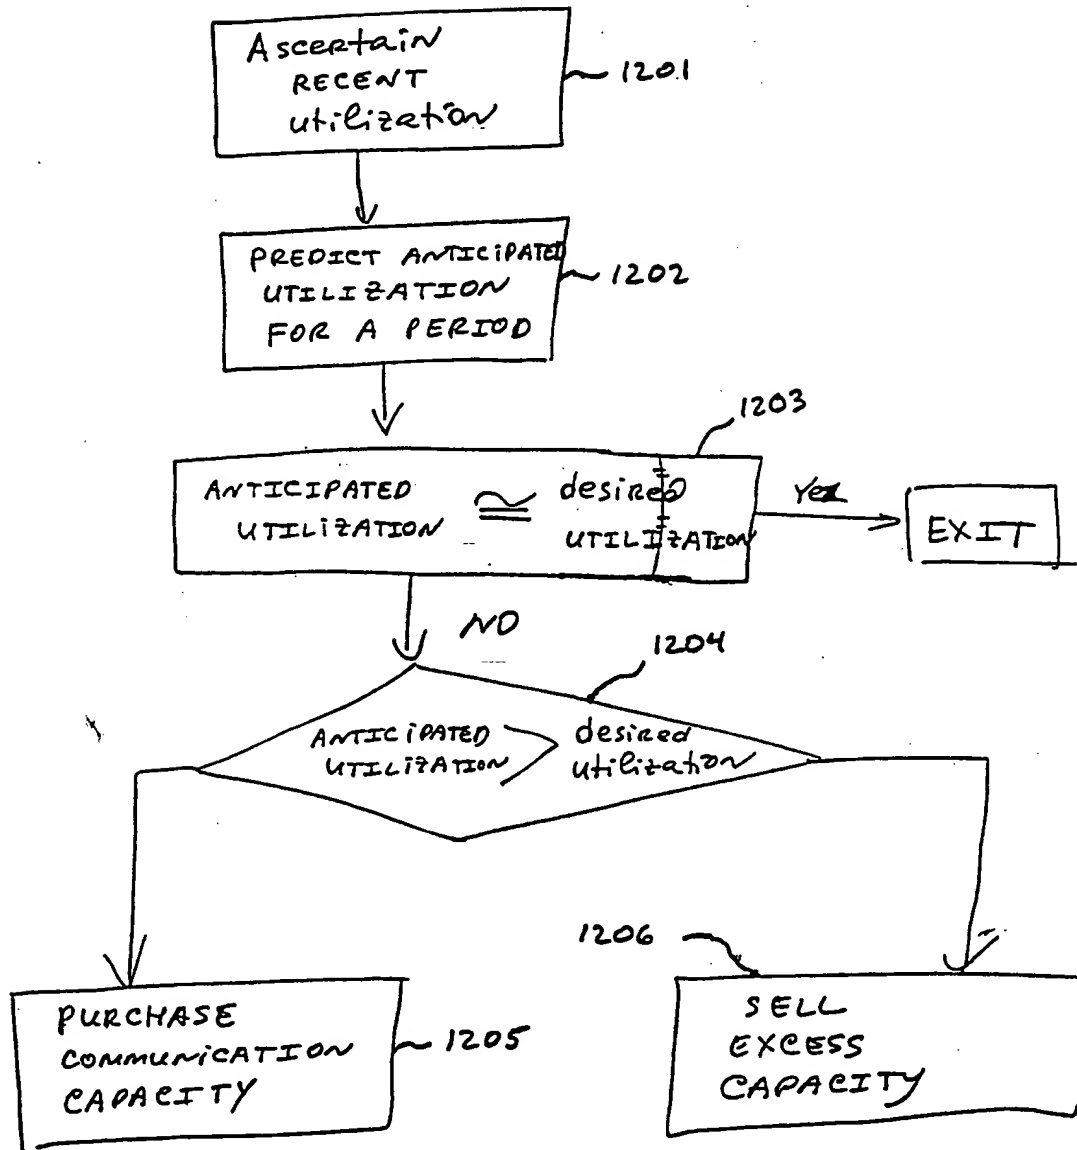 Ascertain
RECENT
utilization
1201
PREDICT ANTICIPATED
UTILIZATION
FOR A PERIOD
1202
1203
ANTICIPATED
UTILIZATION
≅
desired
UTILIZATION
Yes
EXIT
NO
1204
ANTICIPATED
UTILIZATION
>
desired
utilization
PURCHASE
COMMUNICATION
CAPACITY
1205
1206
SELL
EXCESS
CAPACITY